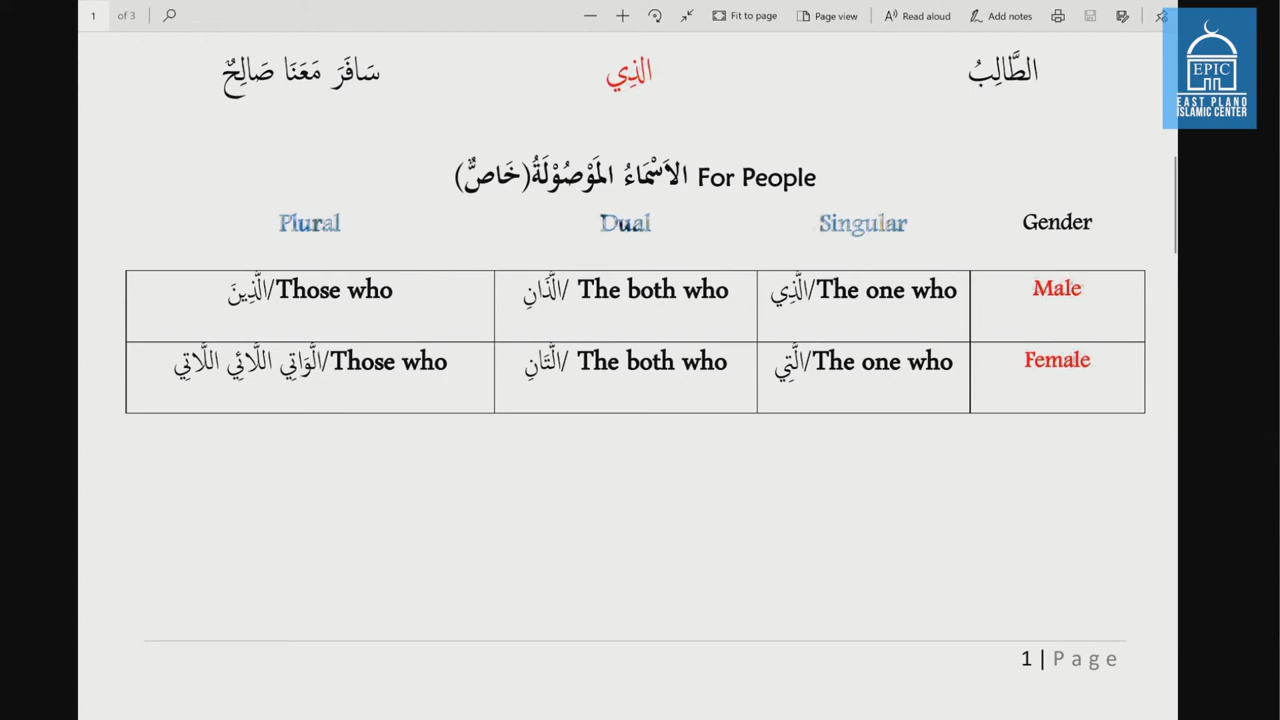 1 of 3 Fit to page Page view Read aloud Add notes
EPIC
EAST PLANO
ISLAMIC CENTER
الطَّالِبُ الذِي سَافَرَ مَعَنَا صَالِحٌ
الاَسْمَاءُ المَوْصُوْلَةُ(خَاصٌّ) For People
Gender Singular Dual Plural
Male الَّذِي/The one who الَّذَانِ/ The both who الَّذِينَ/Those who
Female الَّتِي/The one who الَّتَانِ/ The both who الَّوَاتِي اللَّائِي اللَّاتِي/Those who
1 | Page